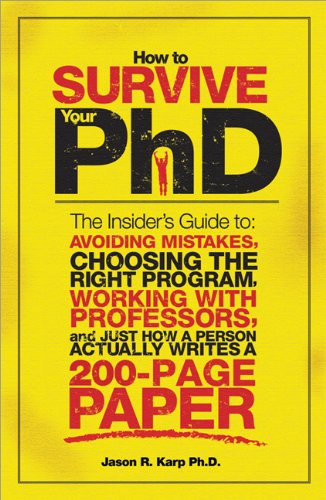 How to
SURVIVE
Your
PhD
The Insider's Guide to:
AVOIDING MISTAKES,
CHOOSING THE
RIGHT PROGRAM,
WORKING WITH
PROFESSORS,
and JUST HOW A PERSON
ACTUALLY WRITES A
200-PAGE
PAPER
Jason R. Karp Ph.D.